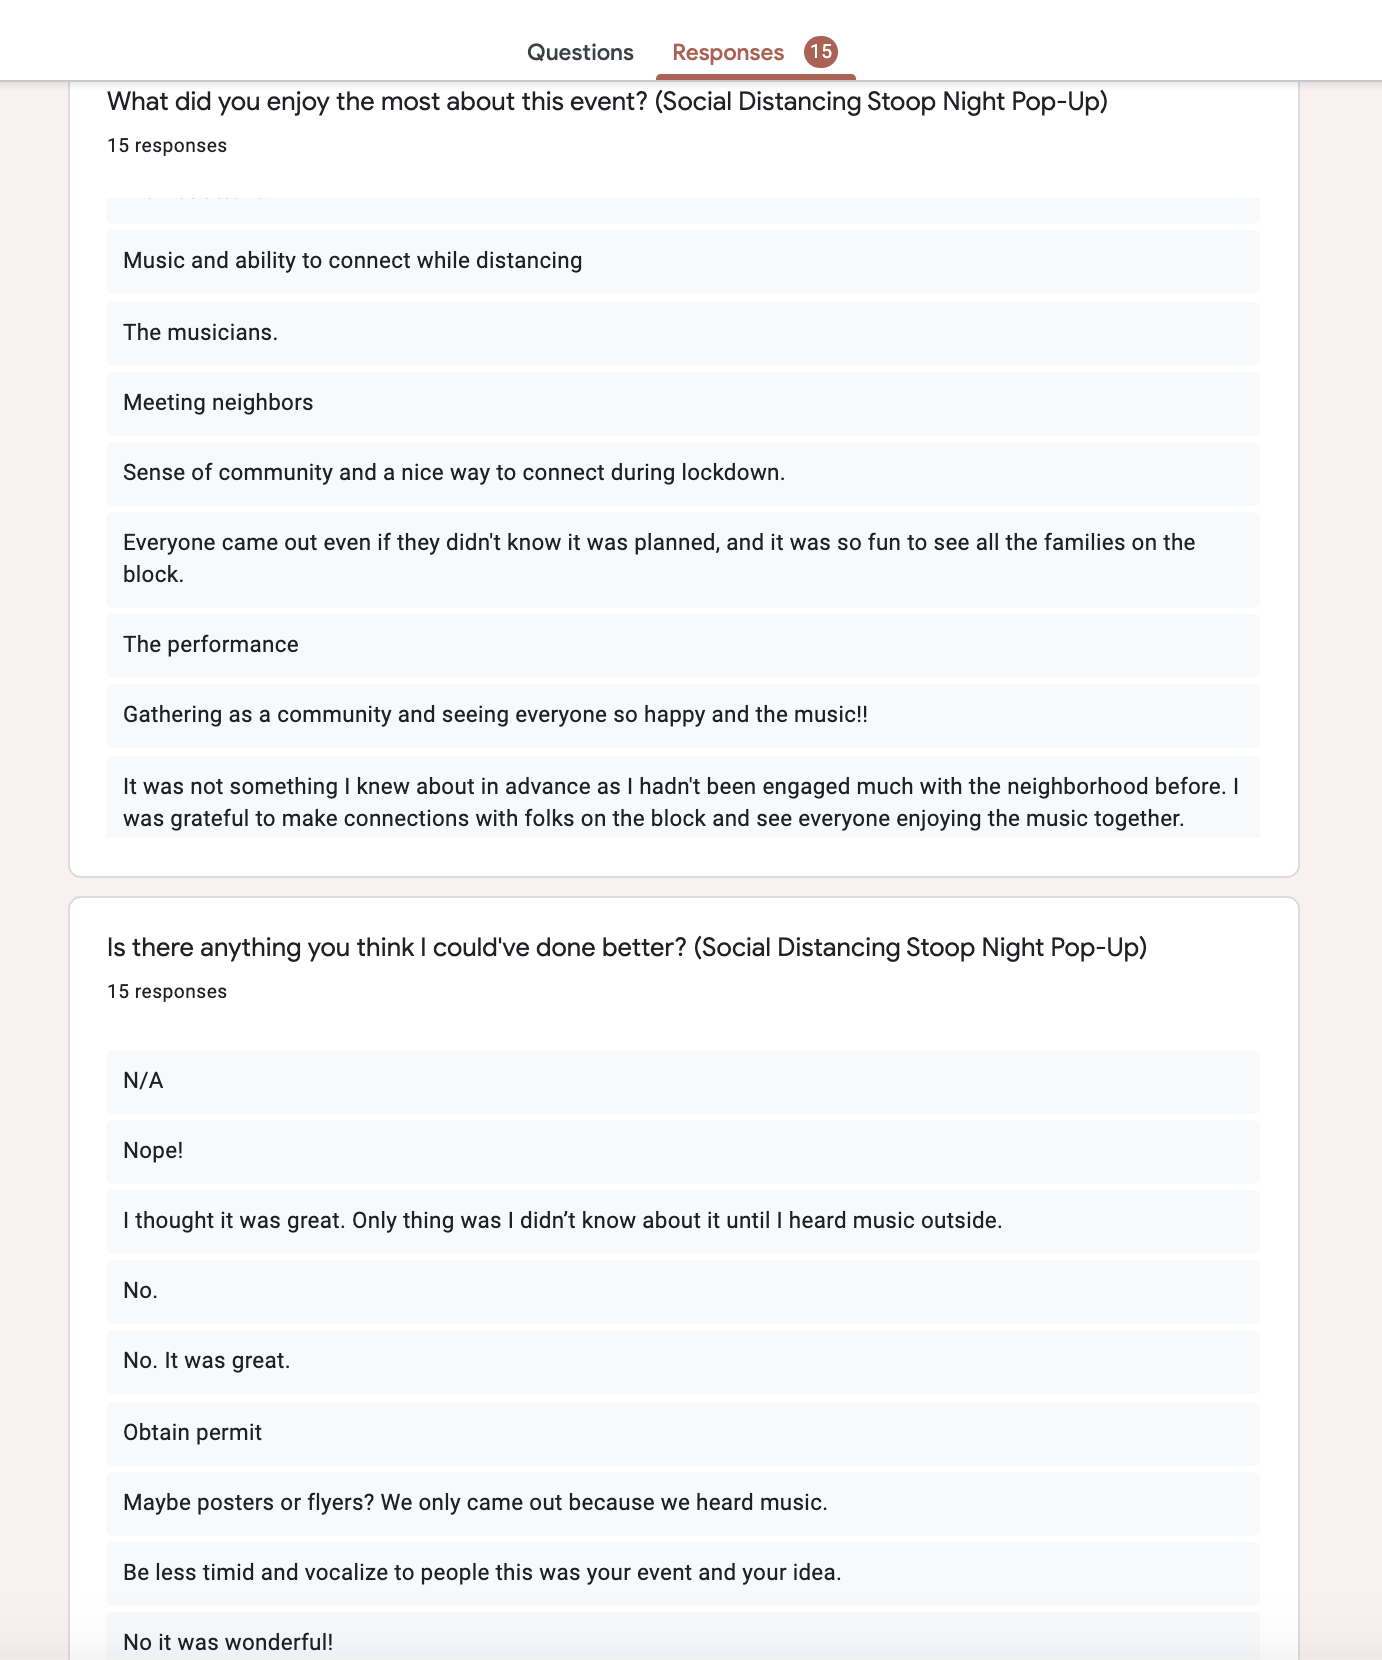 Questions
Responses 15
What did you enjoy the most about this event? (Social Distancing Stoop Night Pop-Up)
15 responses
Music and ability to connect while distancing
The musicians.
Meeting neighbors
Sense of community and a nice way to connect during lockdown.
Everyone came out even if they didn't know it was planned, and it was so fun to see all the families on the
block.
The performance
Gathering as a community and seeing everyone so happy and the music!!
It was not something I knew about in advance as I hadn't been engaged much with the neighborhood before. I
was grateful to make connections with folks on the block and see everyone enjoying the music together.
Is there anything you think I could've done better? (Social Distancing Stoop Night Pop-Up)
15 responses
N/A
Nope!
I thought it was great. Only thing was I didn’t know about it until I heard music outside.
No.
No. It was great.
Obtain permit
Maybe posters or flyers? We only came out because we heard music.
Be less timid and vocalize to people this was your event and your idea.
No it was wonderful!